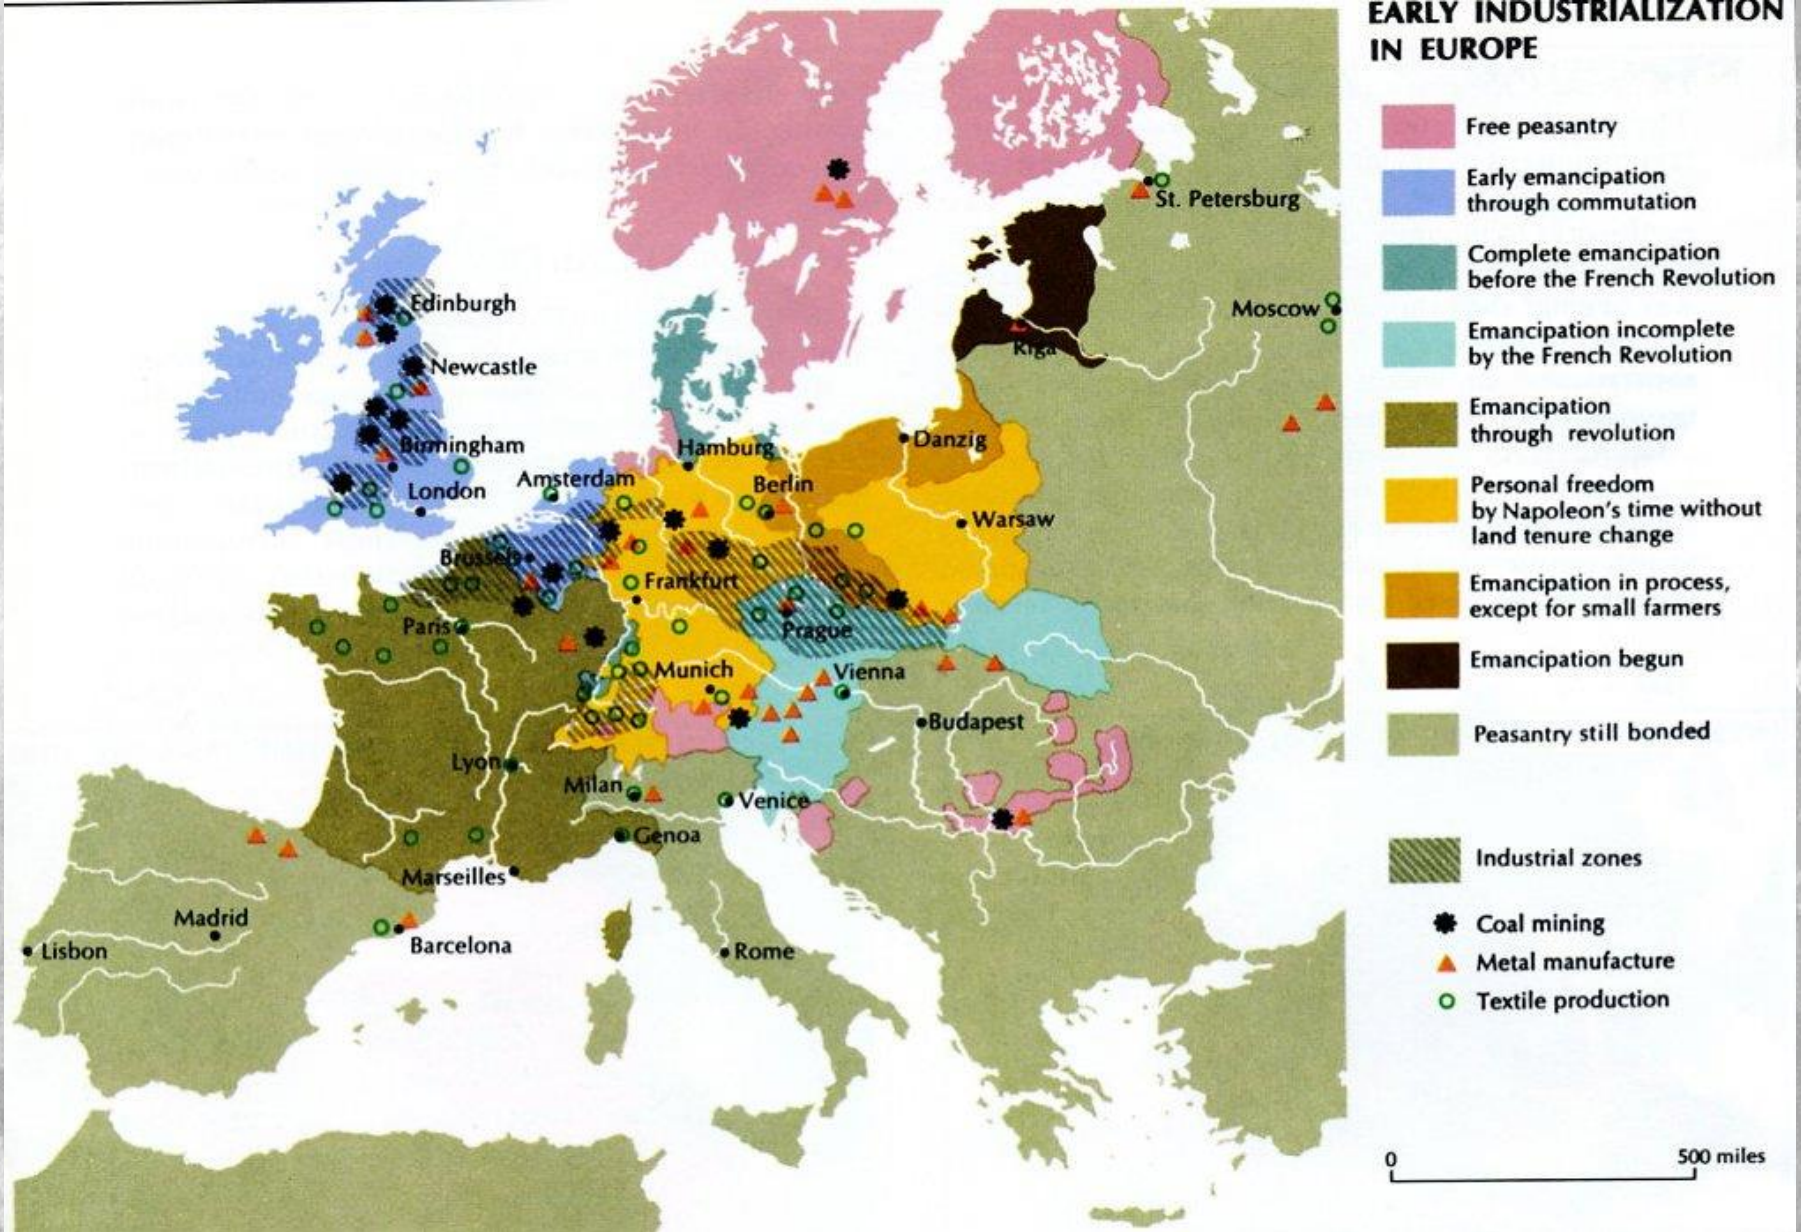 EARLY INDUSTRIALIZATION
IN EUROPE
Free peasantry
Early emancipation
through commutation
Complete emancipation
before the French Revolution
Emancipation incomplete
by the French Revolution
Emancipation
through revolution
Personal freedom
by Napoleon's time without
land tenure change
Emancipation in process,
except for small farmers
Emancipation begun
Peasantry still bonded
Industrial zones
Coal mining
Metal manufacture
Textile production
0 500 miles
St. Petersburg
Edinburgh
Moscow
Riga
Newcastle
Birmingham
Hamburg
Danzig
Amsterdam
Berlin
London
Warsaw
Brussels
Frankfurt
Paris
Prague
Munich
Vienna
Budapest
Lyon
Milan
Venice
Genoa
Marseilles
Madrid
Barcelona
Lisbon
Rome